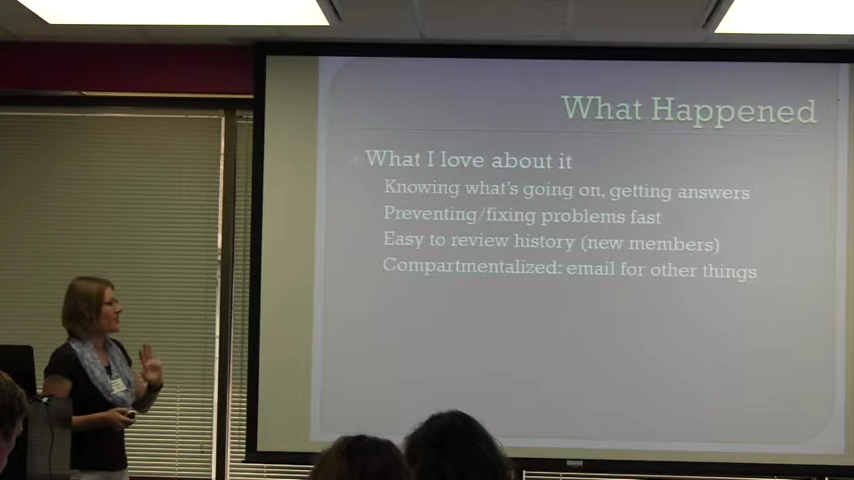 What Happened
What I love about it
Knowing what's going on, getting answers
Preventing/fixing problems fast
Easy to review history (new members)
Compartmentalized: email for other things